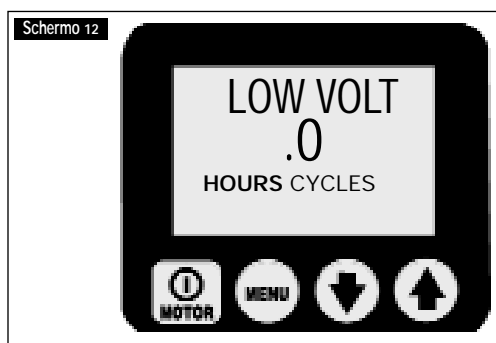 Schermo 12
LOW VOLT
.0
HOURS CYCLES
MOTOR MENU